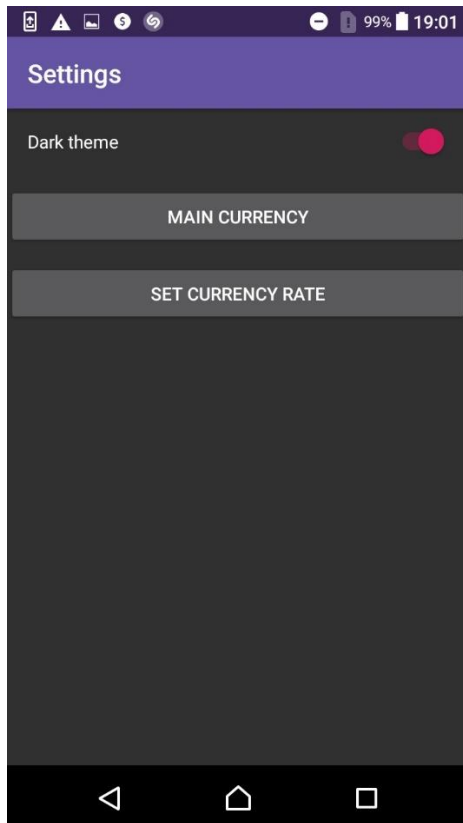 99% 19:01
Settings
Dark theme
MAIN CURRENCY
SET CURRENCY RATE